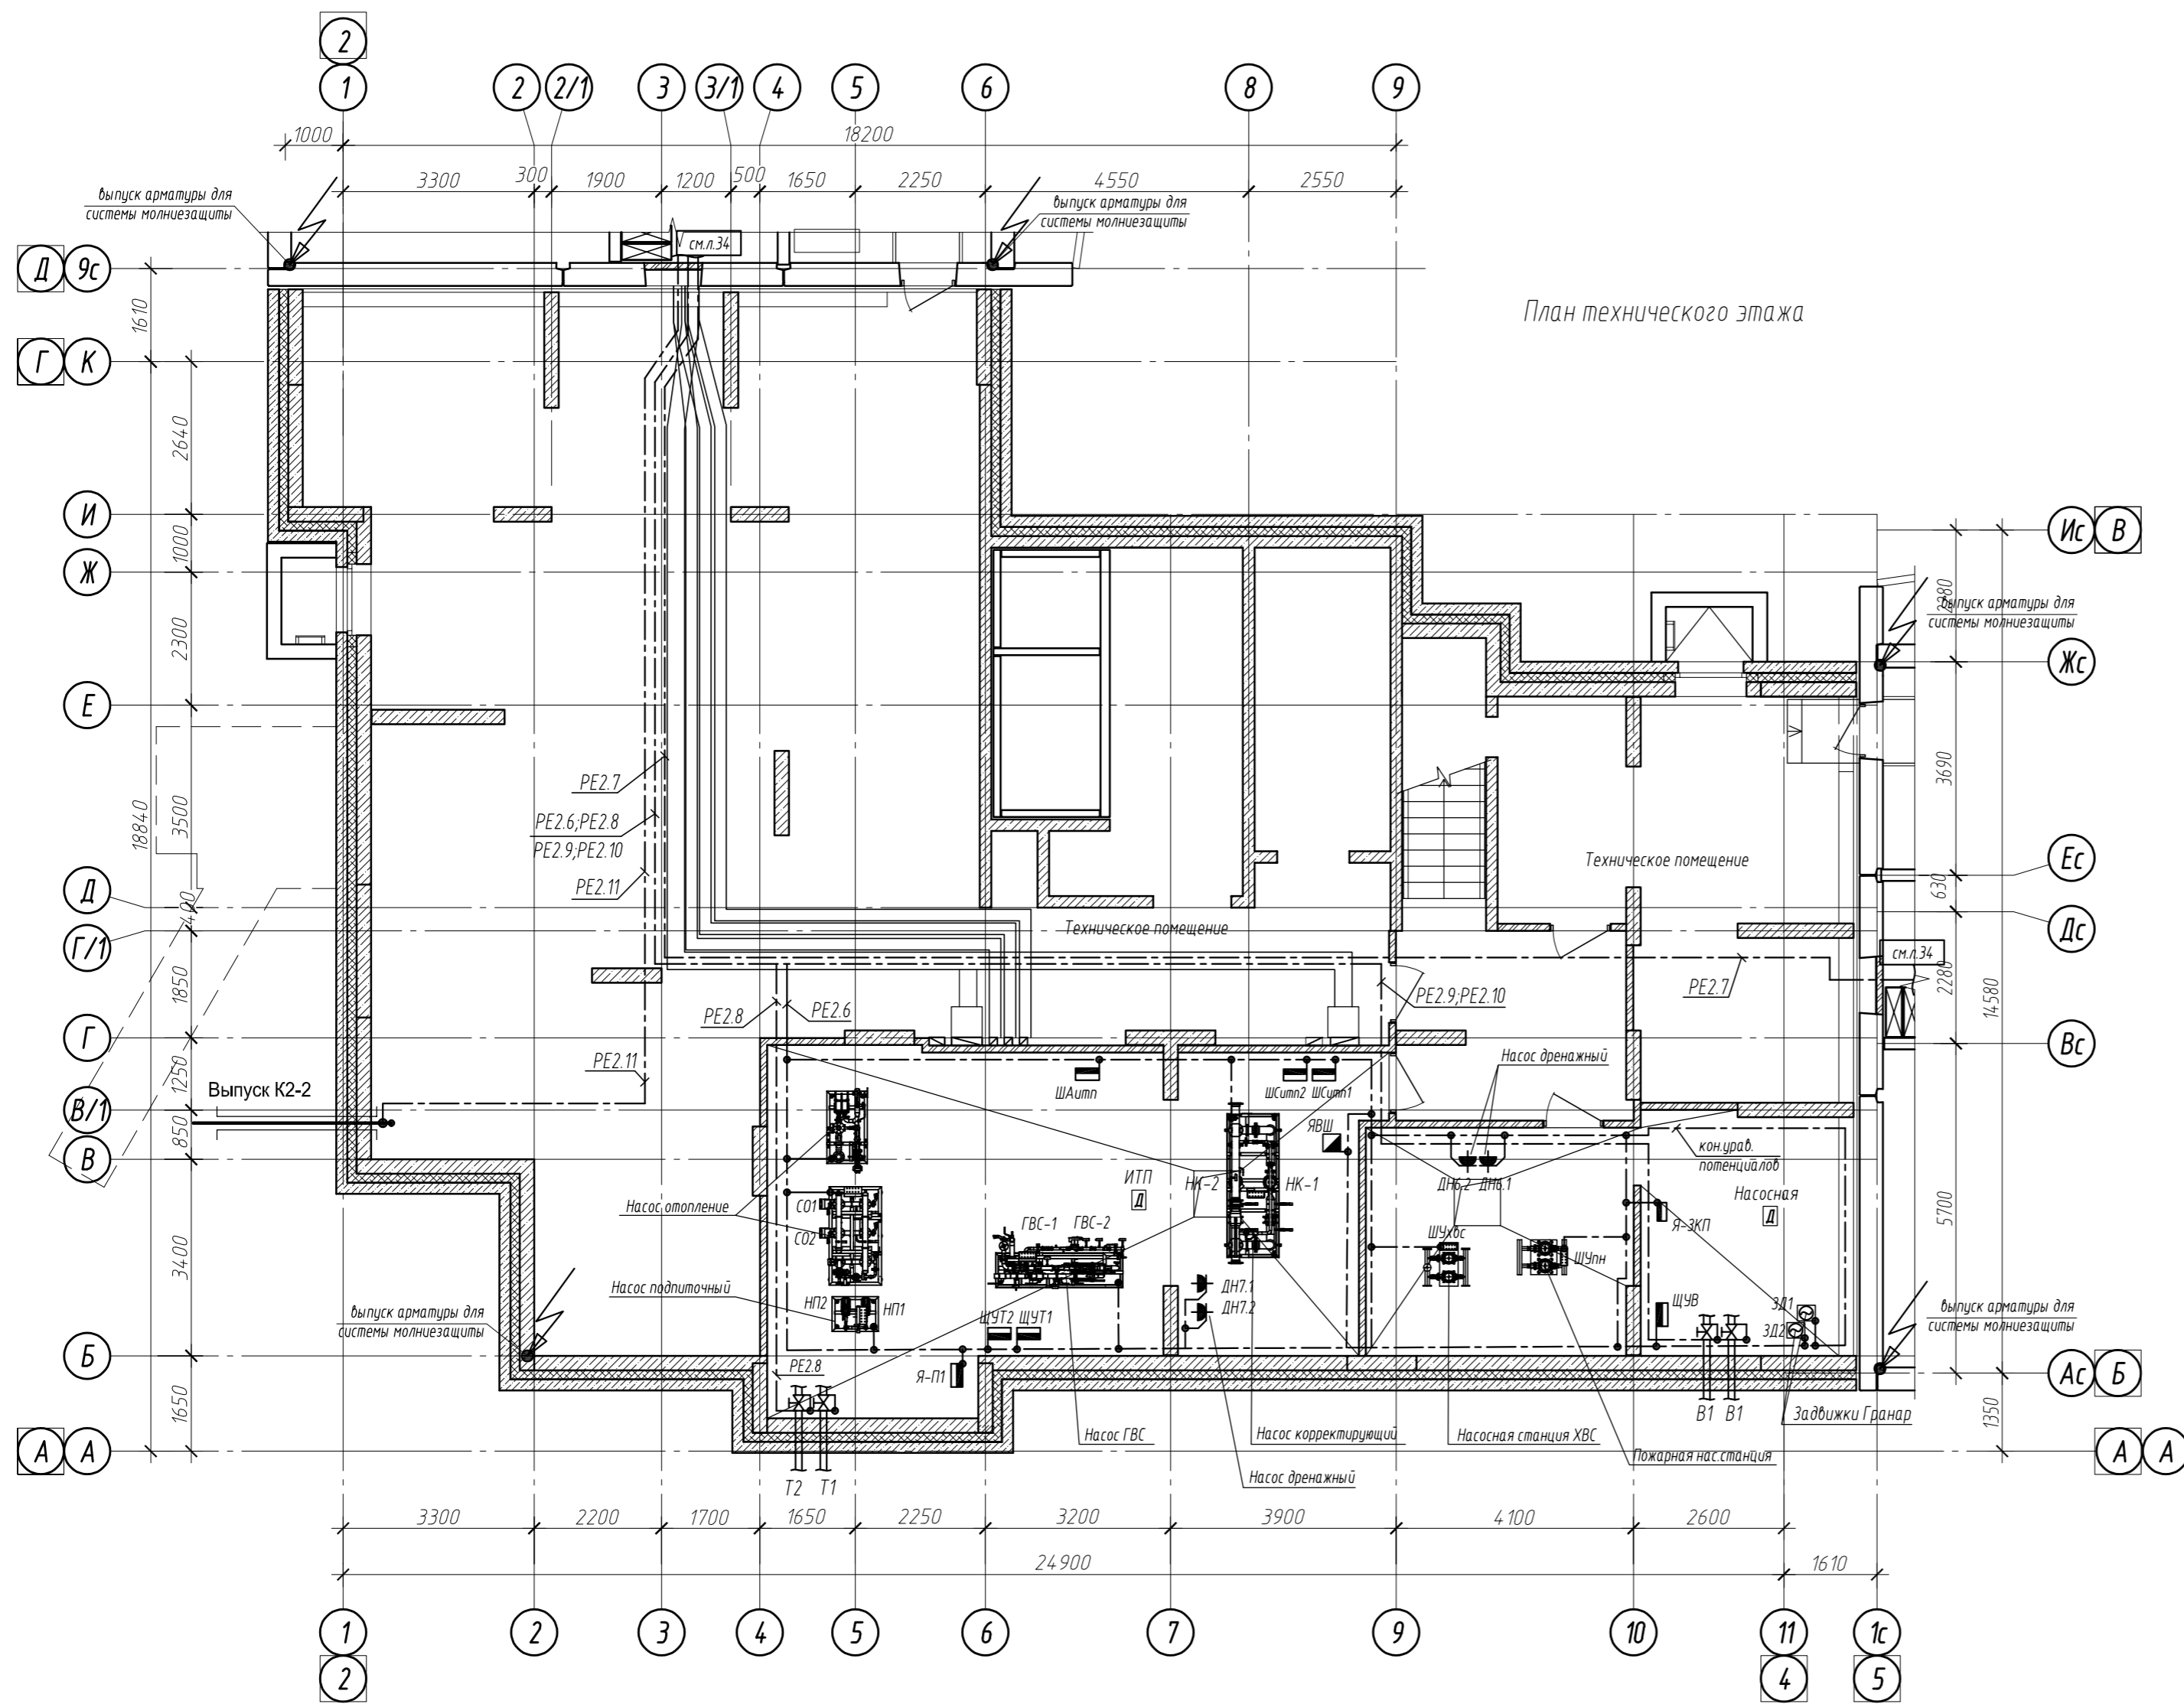 2
1 2 2/1 3 3/1 4 5 6 8 9
1000 18200
3300 300 1900 1200 500 1650 2250 4550 2550
выпуск арматуры для
системы молниезащиты
выпуск арматуры для
системы молниезащиты
см.л.34
Д 9с
1610
План технического этажа
Г К
2640
И
Ис В
1000
Ж
2280
выпуск арматуры для
системы молниезащиты
2300
Жс
Е
3690
РЕ2.7
18840
3500
РЕ2.6;РЕ2.8
РЕ2.9;РЕ2.10
РЕ2.11
Техническое помещение
Ес
630
Д
400
Техническое помещение
Дс
Г/1
см.л.34
1850
РЕ2.8
РЕ2.6
РЕ2.9;РЕ2.10
РЕ2.7
2280
14580
Г
Вс
РЕ2.11
Насос дренажный
1250
Выпуск К2-2
ШАитп
ШСитп2 ШСитп1
В/1
ЯВШ
850
кон.урав.
потенциалов
В
ИТП
Д
НК-2
НК-1
ДН6.2 ДН6.1
Насосная
Д
Насос отопление
СО1
СО2
ГВС-1 ГВС-2
ШУхвс
ШУпн
Я-ЗКП
5700
3400
Насос подпиточный
НП2
НП1
ДН7.1
ДН7.2
ЩУТ2 ЩУТ1
ЩУВ
ЗД1
ЗД2
выпуск арматуры для
системы молниезащиты
выпуск арматуры для
системы молниезащиты
Б
РЕ2.8
Я-П1
Ас Б
1650
В1 В1
Задвижки Гранар
1350
Насос ГВС
Насос корректирующий
Насосная станция ХВС
А А
Пожарная нас.станция
А А
Насос дренажный
Т2 Т1
3300 2200 1700 1650 2250 3200 3900 4100 2600
24900 1610
1 2 3 4 5 6 7 9 10 11 1с
2 4 5